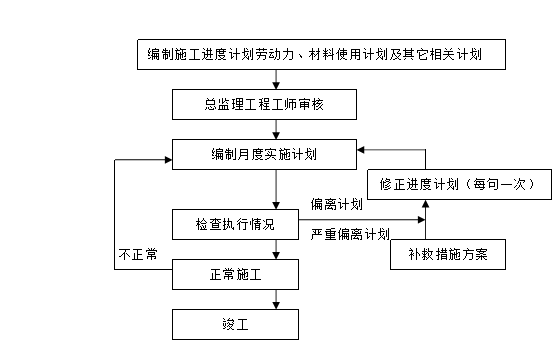 编制施工进度计划劳动力、材料使用计划及其它相关计划
总监理工程工师审核
编制月度实施计划
修正进度计划（每旬一次）
偏离计划
检查执行情况
严重偏离计划
补救措施方案
不正常
正常施工
竣工